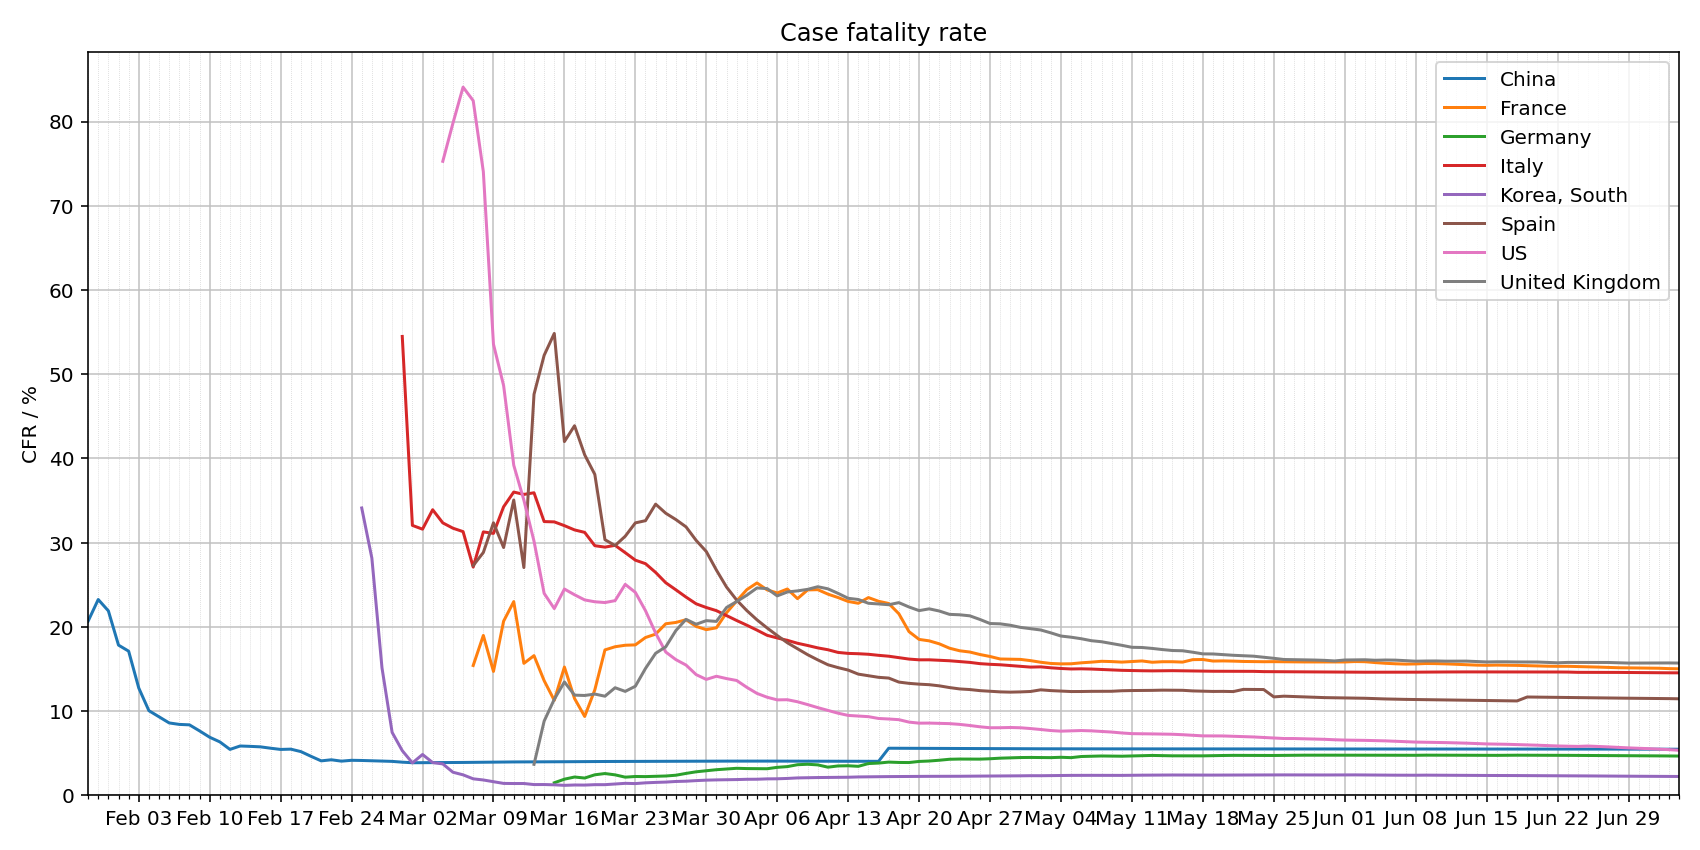 Case fatality rate
CFR / %
80
70
60
50
40
30
20
10
0
Feb 03 Feb 10 Feb 17 Feb 24 Mar 02 Mar 09 Mar 16 Mar 23 Mar 30 Apr 06 Apr 13 Apr 20 Apr 27 May 04 May 11 May 18 May 25 Jun 01 Jun 08 Jun 15 Jun 22 Jun 29
China
France
Germany
Italy
Korea, South
Spain
US
United Kingdom